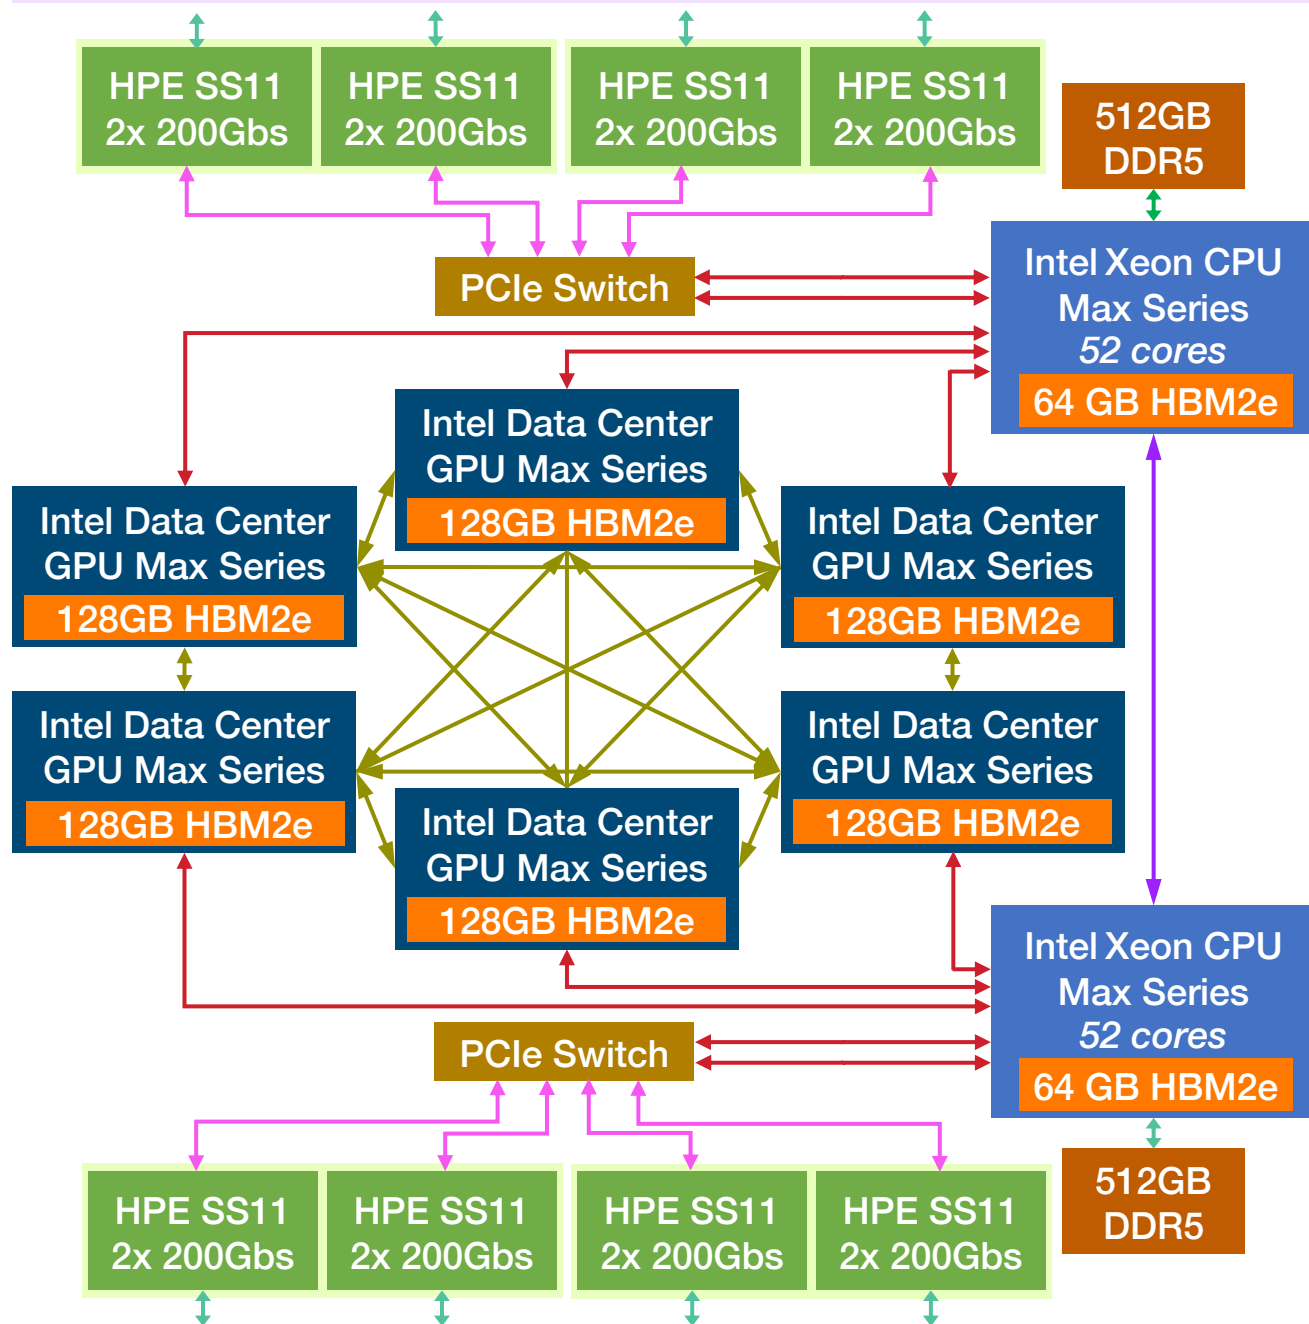 HPE SS11
2x 200Gbs
HPE SS11
2x 200Gbs
HPE SS11
2x 200Gbs
HPE SS11
2x 200Gbs
512GB
DDR5
PCIe Switch
Intel Xeon CPU
Max Series
52 cores
64 GB HBM2e
Intel Data Center
GPU Max Series
128GB HBM2e
Intel Data Center
GPU Max Series
128GB HBM2e
Intel Data Center
GPU Max Series
128GB HBM2e
Intel Data Center
GPU Max Series
128GB HBM2e
Intel Data Center
GPU Max Series
128GB HBM2e
Intel Data Center
GPU Max Series
128GB HBM2e
Intel Xeon CPU
Max Series
52 cores
64 GB HBM2e
PCIe Switch
HPE SS11
2x 200Gbs
HPE SS11
2x 200Gbs
HPE SS11
2x 200Gbs
HPE SS11
2x 200Gbs
512GB
DDR5